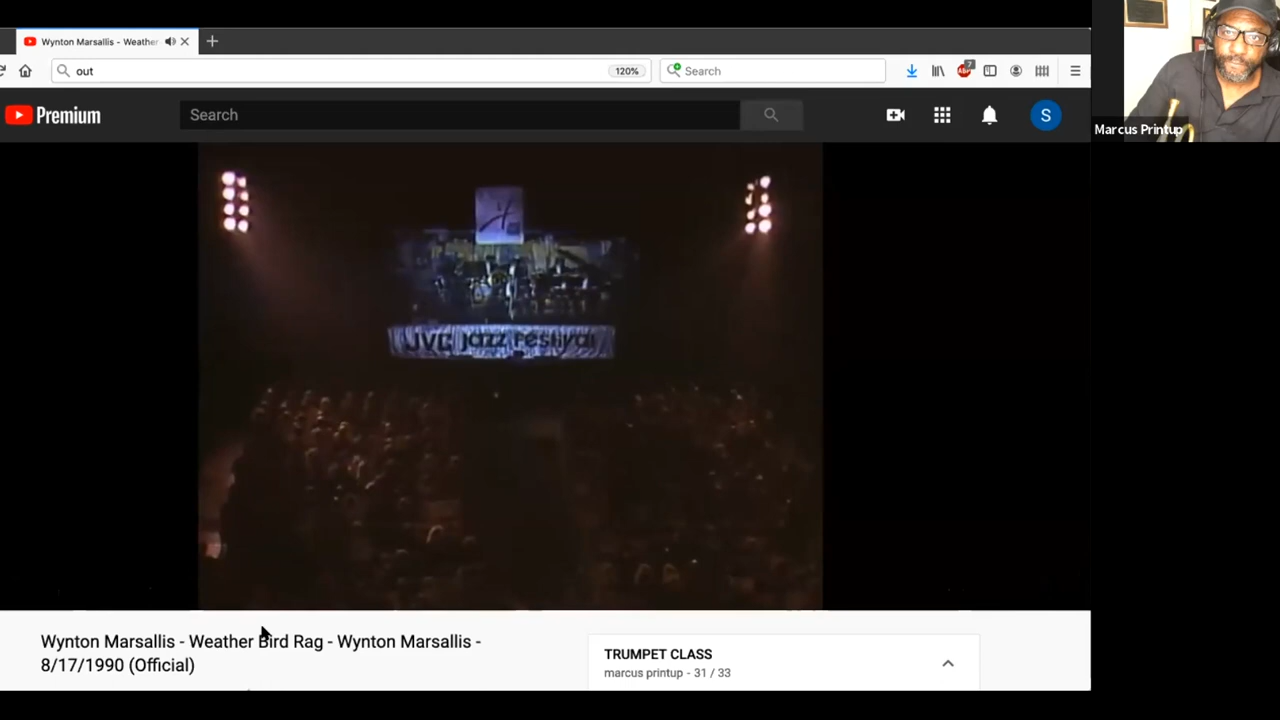 Wynton Marsallis - Weather
out
120%
Search
Premium
Search
S
Marcus Printup
JVC Jazz Festival
Wynton Marsallis - Weather Bird Rag - Wynton Marsallis -
8/17/1990 (Official)
TRUMPET CLASS
marcus printup - 31 / 33